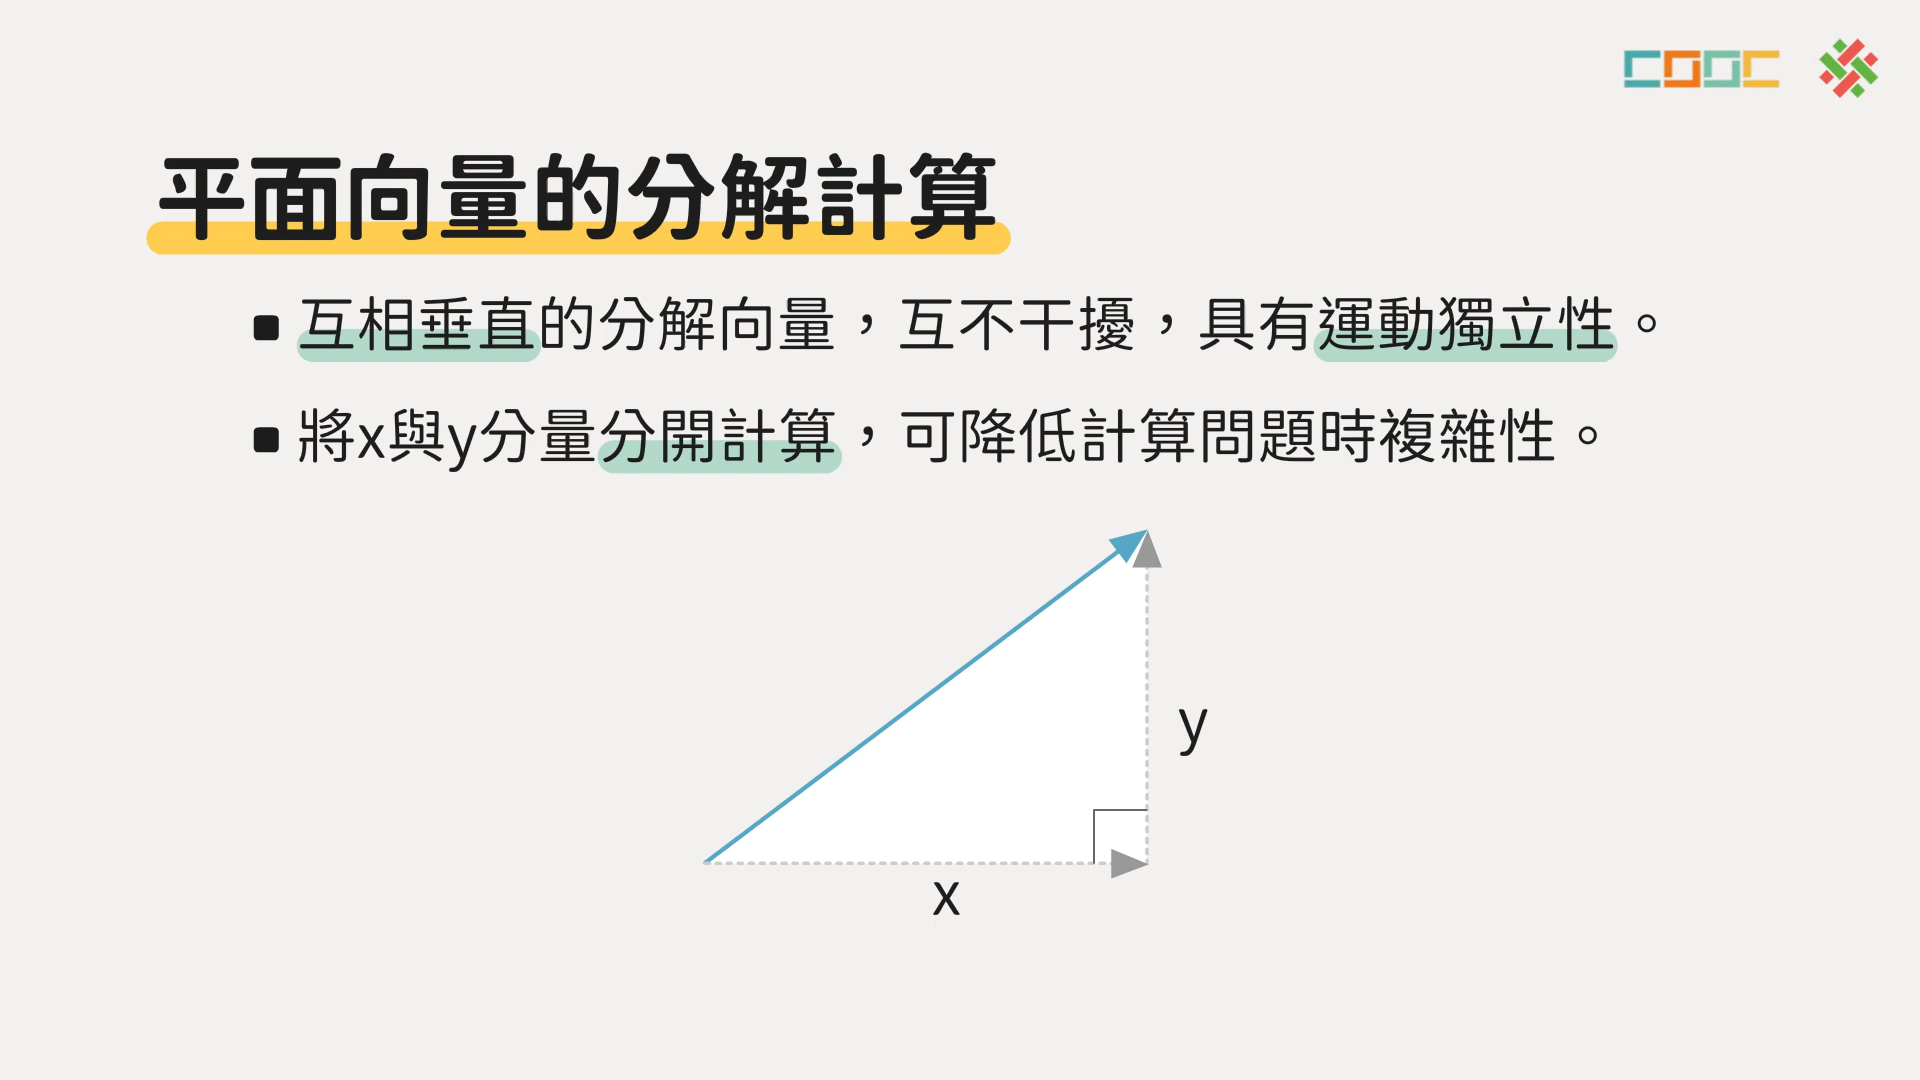 COOC
平面向量的分解計算
▪ 互相垂直的分解向量，互不干擾，具有運動獨立性。
▪ 將x與y分量分開計算，可降低計算問題時複雜性。
y
x